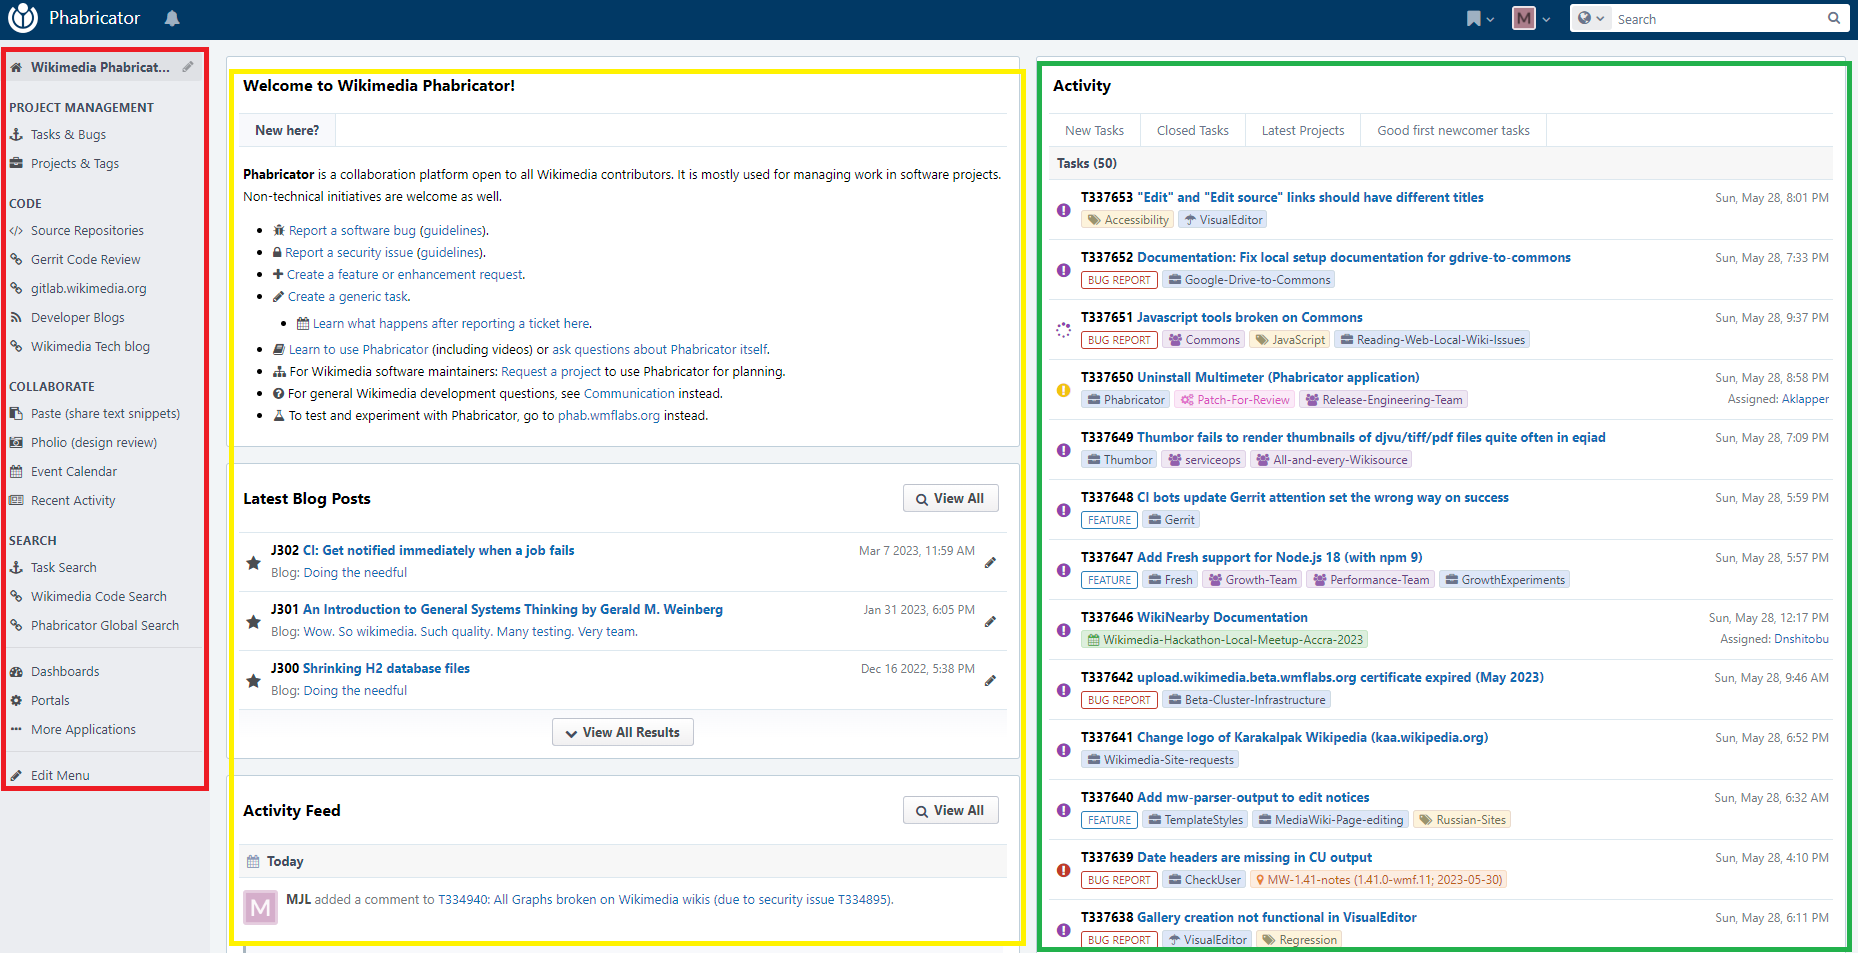 Phabricator
M
Search
Wikimedia Phabricat...
PROJECT MANAGEMENT
Tasks & Bugs
Projects & Tags
CODE
Source Repositories
Gerrit Code Review
gitlab.wikimedia.org
Developer Blogs
Wikimedia Tech blog
COLLABORATE
Paste (share text snippets)
Pholio (design review)
Event Calendar
Recent Activity
SEARCH
Task Search
Wikimedia Code Search
Phabricator Global Search
Dashboards
Portals
More Applications
Edit Menu
Welcome to Wikimedia Phabricator!
New here?
Phabricator is a collaboration platform open to all Wikimedia contributors. It is mostly used for managing work in software projects.
Non-technical initiatives are welcome as well.
Report a software bug (guidelines).
Report a security issue (guidelines).
Create a feature or enhancement request.
Create a generic task.
Learn what happens after reporting a ticket here.
Learn to use Phabricator (including videos) or ask questions about Phabricator itself.
For Wikimedia software maintainers: Request a project to use Phabricator for planning.
For general Wikimedia development questions, see Communication instead.
To test and experiment with Phabricator, go to phab.wmflabs.org instead.
Latest Blog Posts
View All
J302 CI: Get notified immediately when a job fails Mar 7 2023, 11:59 AM
Blog: Doing the needful
J301 An Introduction to General Systems Thinking by Gerald M. Weinberg Jan 31 2023, 6:05 PM
Blog: Wow. So wikimedia. Such quality. Many testing. Very team.
J300 Shrinking H2 database files Dec 16 2022, 5:38 PM
Blog: Doing the needful
View All Results
Activity Feed
View All
Today
M
MJL added a comment to T334940: All Graphs broken on Wikimedia wikis (due to security issue T334895).
Activity
New Tasks Closed Tasks Latest Projects Good first newcomer tasks
Tasks (50)
T337653 "Edit" and "Edit source" links should have different titles Sun, May 28, 8:01 PM
Accessibility VisualEditor
T337652 Documentation: Fix local setup documentation for gdrive-to-commons Sun, May 28, 7:33 PM
BUG REPORT Google-Drive-to-Commons
T337651 Javascript tools broken on Commons Sun, May 28, 9:37 PM
BUG REPORT Commons JavaScript Reading-Web-Local-Wiki-Issues
T337650 Uninstall Multimeter (Phabricator application) Sun, May 28, 8:58 PM
Phabricator Patch-For-Review Release-Engineering-Team Assigned: Aklapper
T337649 Thumbor fails to render thumbnails of djvu/tiff/pdf files quite often in eqiad Sun, May 28, 7:09 PM
Thumbor serviceops All-and-every-Wikisource
T337648 CI bots update Gerrit attention set the wrong way on success Sun, May 28, 5:59 PM
FEATURE Gerrit
T337647 Add Fresh support for Node.js 18 (with npm 9) Sun, May 28, 5:57 PM
FEATURE Fresh Growth-Team Performance-Team GrowthExperiments
T337646 WikiNearby Documentation Sun, May 28, 12:17 PM
Wikimedia-Hackathon-Local-Meetup-Accra-2023 Assigned: Dnshitobu
T337642 upload.wikimedia.beta.wmflabs.org certificate expired (May 2023) Sun, May 28, 9:46 AM
BUG REPORT Beta-Cluster-Infrastructure
T337641 Change logo of Karakalpak Wikipedia (kaa.wikipedia.org) Sun, May 28, 6:52 PM
Wikimedia-Site-requests
T337640 Add mw-parser-output to edit notices Sun, May 28, 6:32 AM
FEATURE TemplateStyles MediaWiki-Page-editing Russian-Sites
T337639 Date headers are missing in CU output Sun, May 28, 4:10 PM
BUG REPORT CheckUser MW-1.41-notes (1.41.0-wmf.11; 2023-05-30)
T337638 Gallery creation not functional in VisualEditor Sun, May 28, 6:11 PM
BUG REPORT VisualEditor Regression